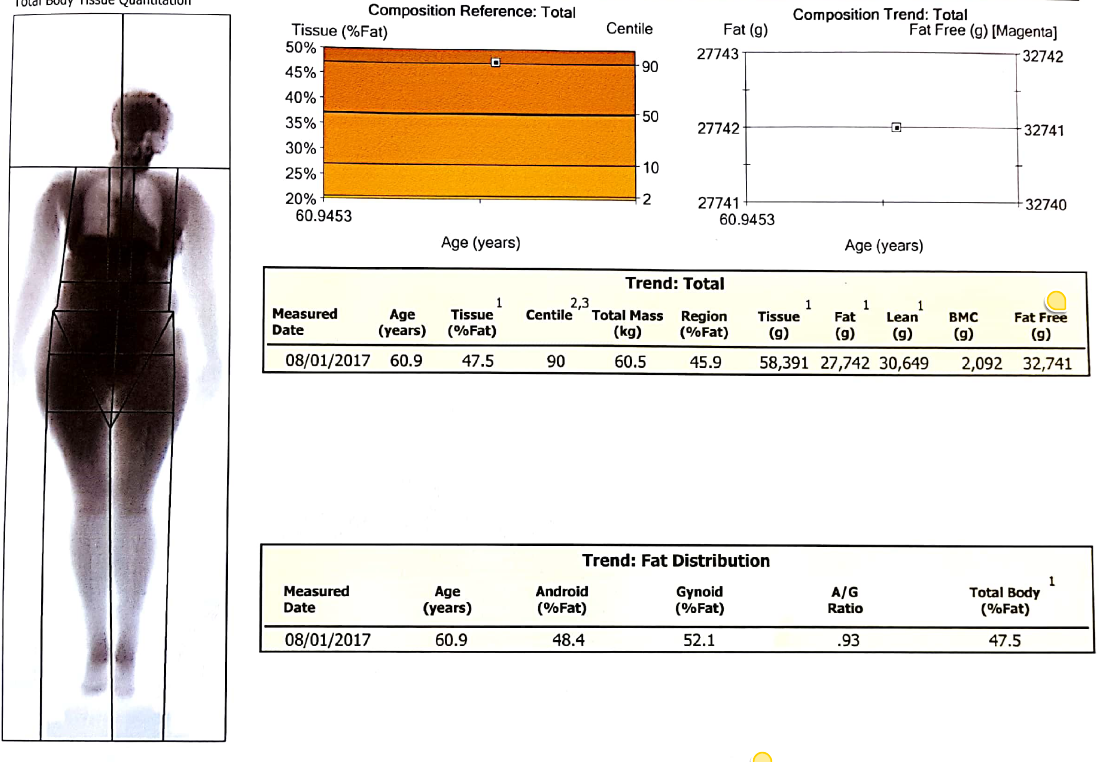 Total Body Tissue Quantitation
Composition Reference: Total
Tissue (%Fat) Centile
50%
45%
40%
35%
30%
25%
20%
90
50
10
2
60.9453
Age (years)
Composition Trend: Total
Fat (g) Fat Free (g) [Magenta]
27743 32742
27742 32741
27741 32740
60.9453
Age (years)
Trend: Total
Measured Date Age (years) Tissue 1 (%Fat) Centile 2,3 Total Mass (kg) Region (%Fat) Tissue 1 (g) Fat 1 (g) Lean 1 (g) BMC (g) Fat Free (g)
08/01/2017 60.9 47.5 90 60.5 45.9 58,391 27,742 30,649 2,092 32,741
Trend: Fat Distribution
Measured Date Age (years) Android (%Fat) Gynoid (%Fat) A/G Ratio Total Body 1 (%Fat)
08/01/2017 60.9 48.4 52.1 .93 47.5